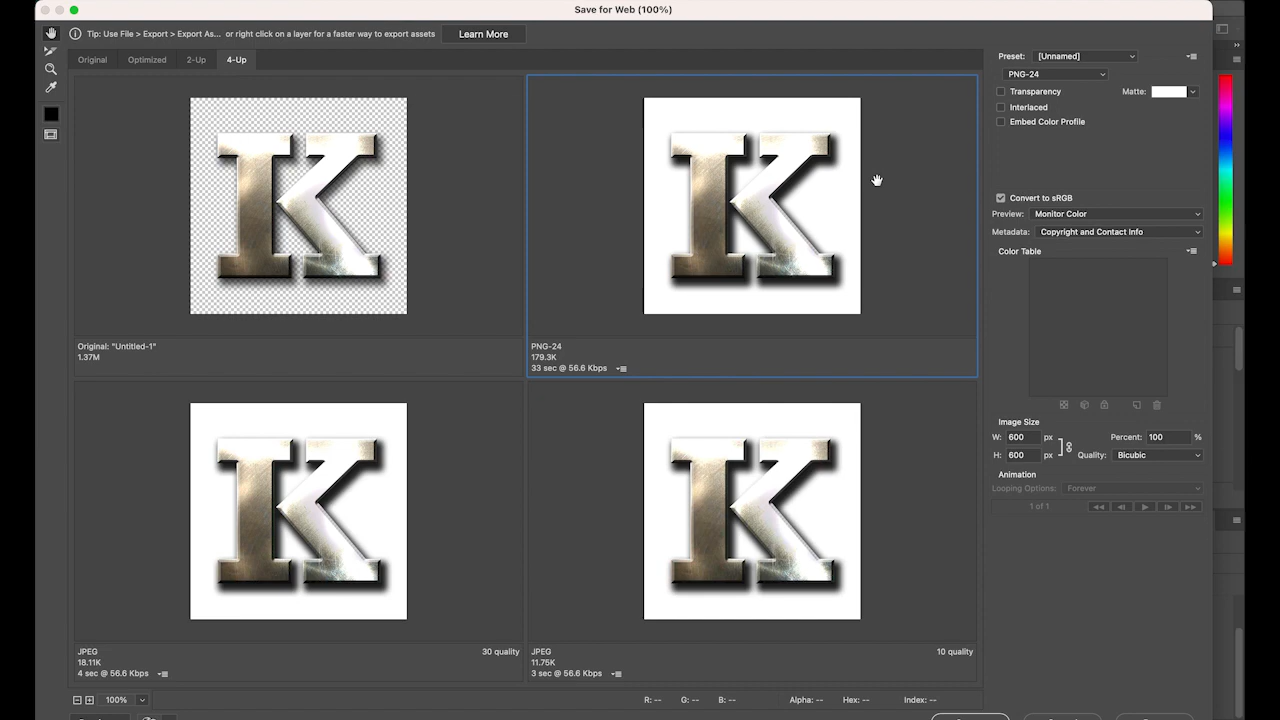 Save for Web (100%)
Tip: Use File > Export > Export As... or right click on a layer for a faster way to export assets
Learn More
Original
Optimized
2-Up
4-Up
Preset: [Unnamed]
PNG-24
Transparency
Matte:
Interlaced
Embed Color Profile
Convert to sRGB
Preview: Monitor Color
Metadata: Copyright and Contact Info
Color Table
K
K
Original: "Untitled-1"
1.37M
PNG-24
179.3K
33 sec @ 56.6 Kbps
Image Size
W: 600 px
Percent: 100 %
H: 600 px
Quality: Bicubic
Animation
Looping Options: Forever
1 of 1
K
K
JPEG
30 quality
18.11K
4 sec @ 56.6 Kbps
JPEG
10 quality
11.75K
3 sec @ 56.6 Kbps
100%
R: --
G: --
B: --
Alpha: --
Hex: --
Index: --